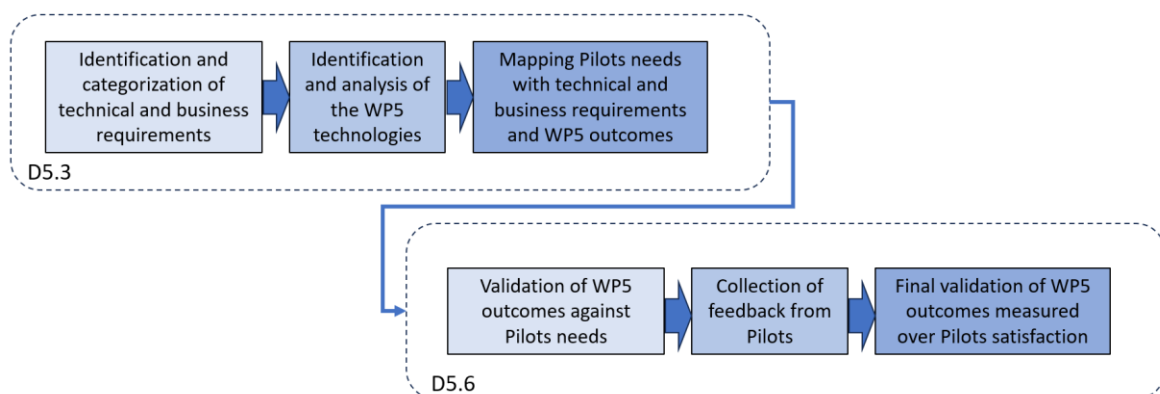 Identification and
categorization of
technical and business
requirements
Identification
and analysis of
the WP5
technologies
Mapping Pilots needs
with technical and
business requirements
and WP5 outcomes
D5.3
Validation of WP5
outcomes against
Pilots needs
Collection of
feedback from
Pilots
Final validation of WP5
outcomes measured
over Pilots satisfaction
D5.6